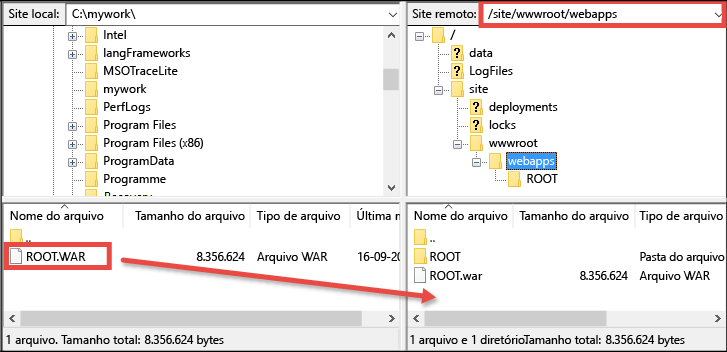 Site local: C:\mywork\
Intel
langFrameworks
MSOTraceLite
mywork
PerfLogs
Program Files
Program Files (x86)
ProgramData
Programme
Recovery
Nome do arquivo Tamanho do arquivo Tipo de arquivo Última m
..
ROOT.WAR 8.356.624 Arquivo WAR 16-09-20
1 arquivo. Tamanho total: 8.356.624 bytes
Site remoto: /site/wwwroot/webapps
/
data
LogFiles
site
deployments
locks
wwwroot
webapps
ROOT
Nome do arquivo Tamanho do arquivo Tipo de arquivo
..
ROOT Pasta do arquivo
ROOT.war 8.356.624 Arquivo WAR
1 arquivo e 1 diretórioTamanho total: 8.356.624 bytes